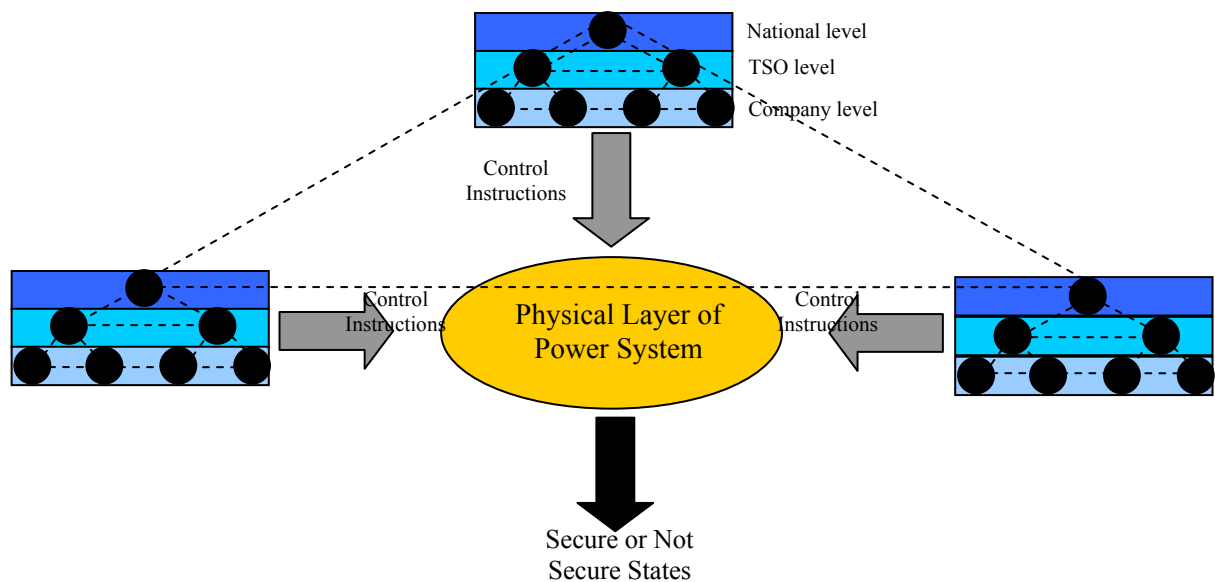 National level
TSO level
Company level
Control
Instructions
Control
Instructions
Physical Layer of
Power System
Control
Instructions
Secure or Not
Secure States